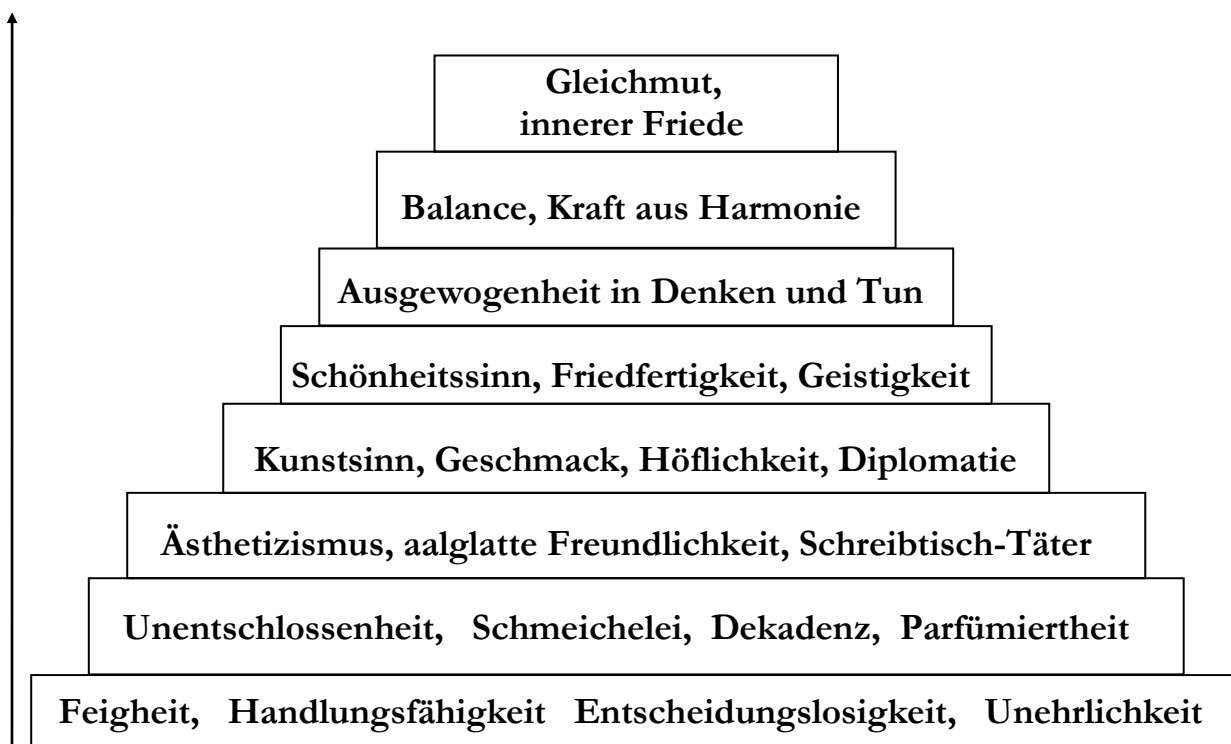 Gleichmut,
innerer Friede
Balance, Kraft aus Harmonie
Ausgewogenheit in Denken und Tun
Schönheitssinn, Friedfertigkeit, Geistigkeit
Kunstsinn, Geschmack, Höflichkeit, Diplomatie
Ästhetizismus, aalglatte Freundlichkeit, Schreibtisch-Täter
Unentschlossenheit, Schmeichelei, Dekadenz, Parfümiertheit
Feigheit, Handlungsfähigkeit Entscheidungslosigkeit, Unehrlichkeit